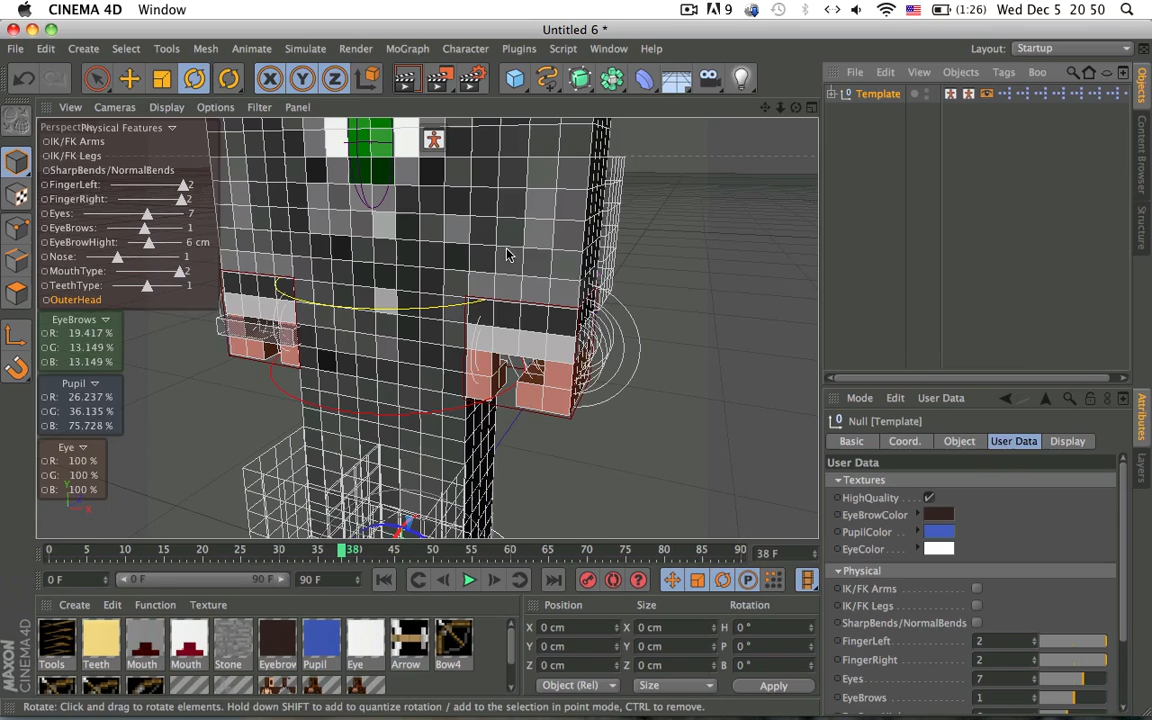 CINEMA 4D Window 9 (1:26) Wed Dec 5 20 50
Untitled 6 *
File Edit Create Select Tools Mesh Animate Simulate Render MoGraph Character Plugins Script Window Help Layout: Startup
File Edit View Objects Tags Boo
View Cameras Display Options Filter Panel
Template
Physical Features
IK/FK Arms
IK/FK Legs
SharpBends/NormalBends
FingerLeft: 2
FingerRight: 2
Eyes: 7
EyeBrows: 1
EyeBrowHight: 6 cm
Nose: 1
MouthType: 2
TeethType: 1
OuterHead
EyeBrows
R: 19.417 %
G: 13.149 %
B: 13.149 %
Pupil
R: 26.237 %
G: 36.135 %
B: 75.728 %
Eye
R: 100 %
G: 100 %
B: 100 %
Y
X
Objects
Content Browser
Structure
Attributes
Layers
Mode Edit User Data
Null [Template]
Basic Coord. Object User Data Display
User Data
Textures
HighQuality
EyeBrowColor
PupilColor
EyeColor
Physical
IK/FK Arms
IK/FK Legs
SharpBends/NormalBends
FingerLeft 2
FingerRight 2
Eyes 7
EyeBrows 1
0 5 10 15 20 25 30 35 38 45 50 55 60 65 70 75 80 85 90 38 F
0 F 0 F 90 F 90 F
Create Edit Function Texture
Position Size Rotation
X 0 cm X 0 cm H 0 °
Y 0 cm Y 0 cm P 0 °
Z 0 cm Z 0 cm B 0 °
Object (Rel) Size Apply
Tools Teeth Mouth Mouth Stone Eyebrow Pupil Eye Arrow Bow4
MAXON CINEMA 4D
Rotate: Click and drag to rotate elements. Hold down SHIFT to add to quantize rotation / add to the selection in point mode, CTRL to remove.